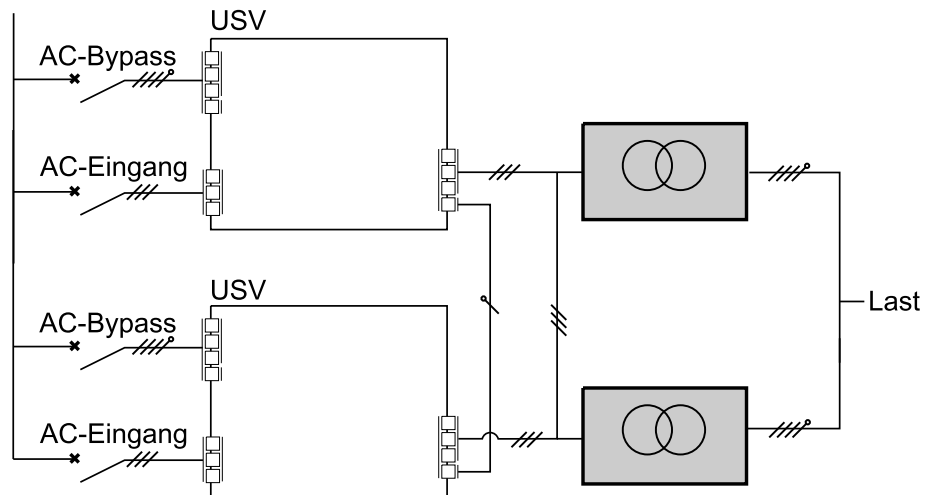 USV
AC-Bypass
AC-Eingang
USV
AC-Bypass
Last
AC-Eingang